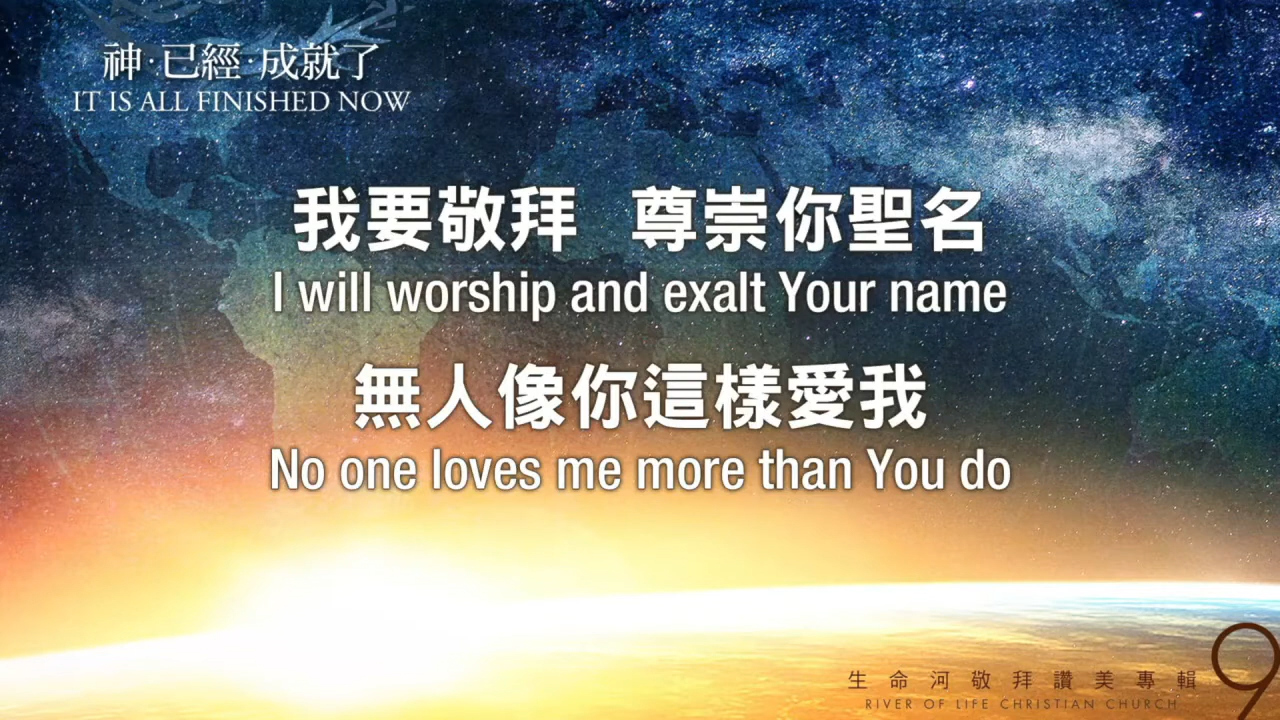 神·已經·成就了
IT IS ALL FINISHED NOW
我要敬拜 尊崇你聖名
I will worship and exalt Your name
無人像你這樣愛我
No one loves me more than You do
生命河敬拜讚美專輯 9
RIVER OF LIFE CHRISTIAN CHURCH